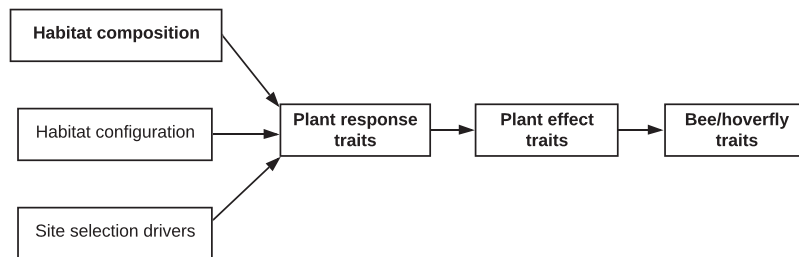 Habitat composition
Habitat configuration
Site selection drivers
Plant response
traits
Plant effect
traits
Bee/hoverfly
traits